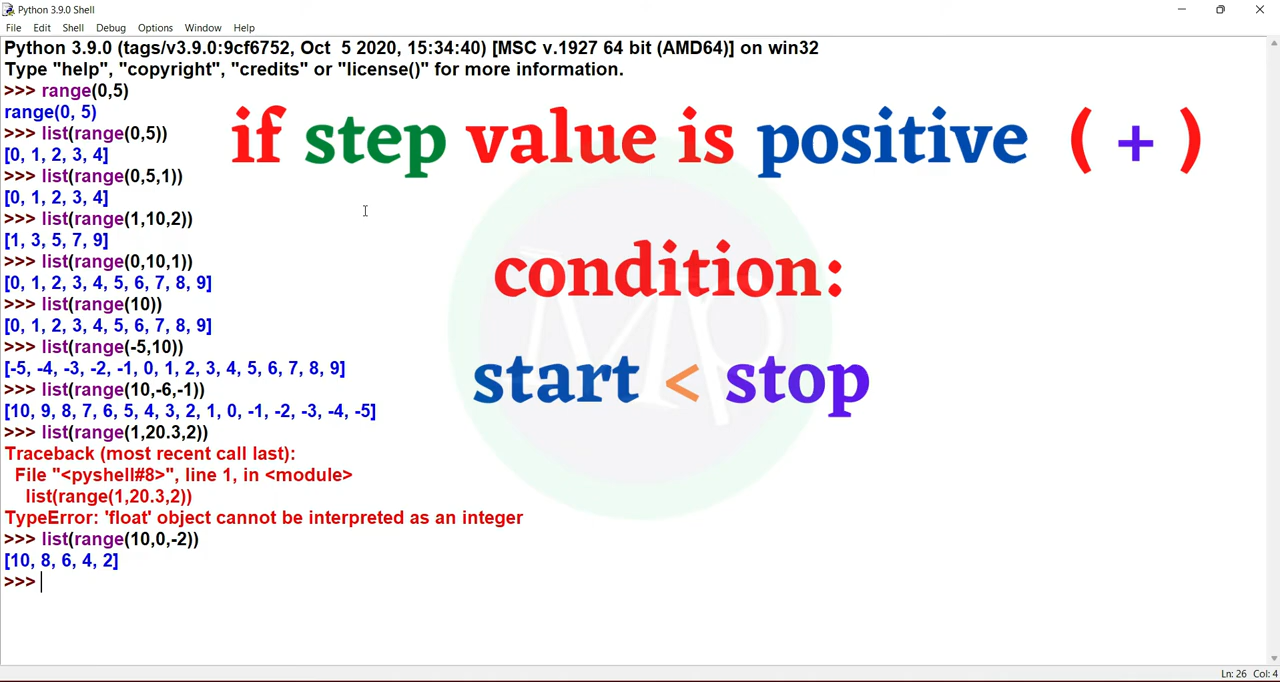 Python 3.9.0 Shell
File Edit Shell Debug Options Window Help
Python 3.9.0 (tags/v3.9.0:9cf6752, Oct  5 2020, 15:34:40) [MSC v.1927 64 bit (AMD64)] on win32
Type "help", "copyright", "credits" or "license()" for more information.
>>> range(0,5)
range(0, 5)
>>> list(range(0,5))
[0, 1, 2, 3, 4]
>>> list(range(0,5,1))
[0, 1, 2, 3, 4]
>>> list(range(1,10,2))
[1, 3, 5, 7, 9]
>>> list(range(0,10,1))
[0, 1, 2, 3, 4, 5, 6, 7, 8, 9]
>>> list(range(10))
[0, 1, 2, 3, 4, 5, 6, 7, 8, 9]
>>> list(range(-5,10))
[-5, -4, -3, -2, -1, 0, 1, 2, 3, 4, 5, 6, 7, 8, 9]
>>> list(range(10,-6,-1))
[10, 9, 8, 7, 6, 5, 4, 3, 2, 1, 0, -1, -2, -3, -4, -5]
>>> list(range(1,20.3,2))
Traceback (most recent call last):
  File "<pyshell#8>", line 1, in <module>
    list(range(1,20.3,2))
TypeError: 'float' object cannot be interpreted as an integer
>>> list(range(10,0,-2))
[10, 8, 6, 4, 2]
>>>
if step value is positive ( + )
condition:
start < stop
Mp
Ln: 26 Col: 4